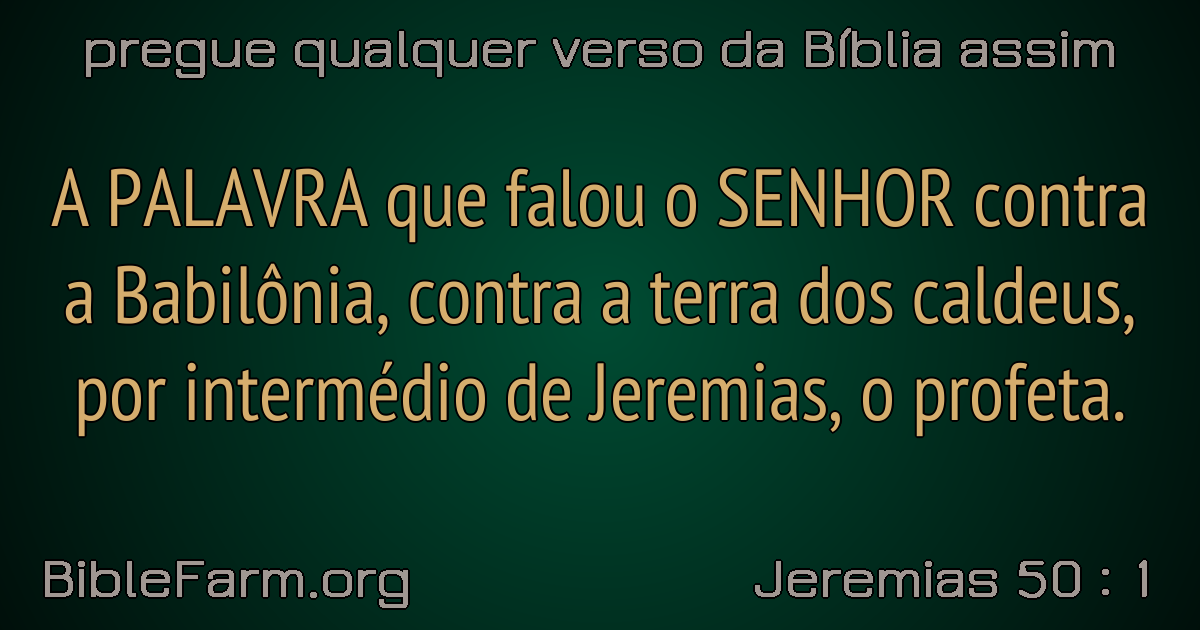 pregue qualquer verso da Bíblia assim
A PALAVRA que falou o SENHOR contra
a Babilônia, contra a terra dos caldeus,
por intermédio de Jeremias, o profeta.
BibleFarm.org
Jeremias 50 : 1